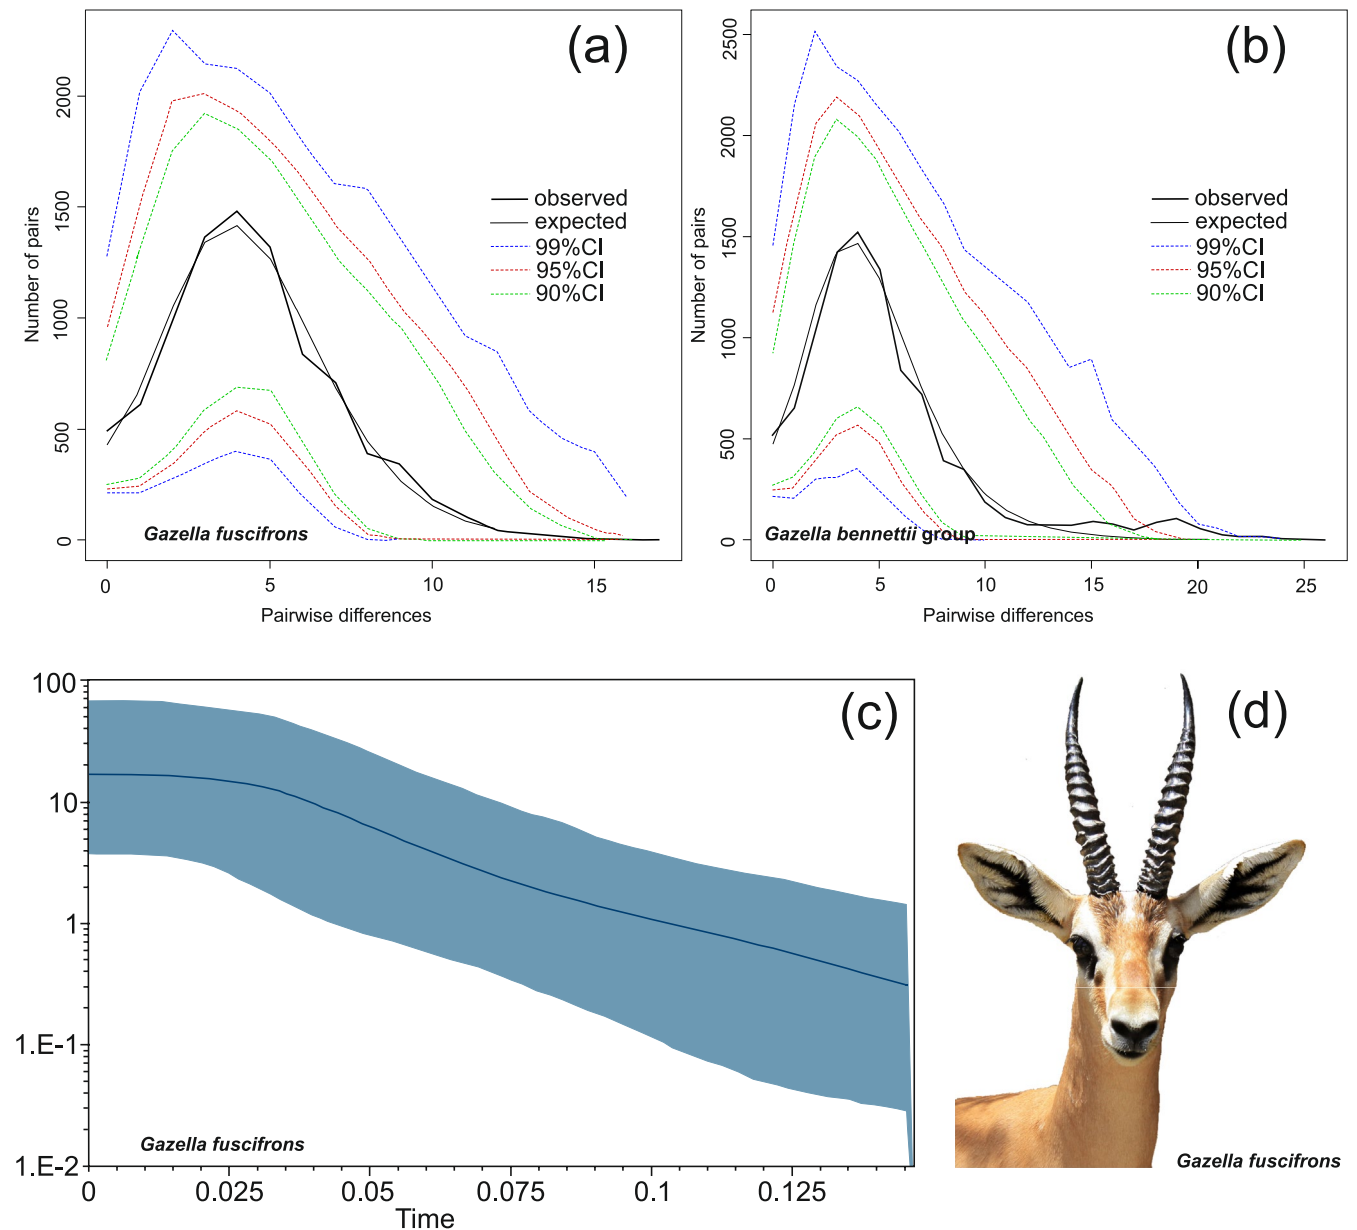 (a)
Number of pairs
2000
1500
1000
500
0
observed
expected
99%CI
95%CI
90%CI
Gazella fuscifrons
0 5 10 15
Pairwise differences
(b)
Number of pairs
2500
2000
1500
1000
500
0
observed
expected
99%CI
95%CI
90%CI
Gazella bennettii group
0 5 10 15 20 25
Pairwise differences
(c)
100
10
1
1.E-1
1.E-2
Gazella fuscifrons
0 0.025 0.05 0.075 0.1 0.125
Time
(d)
Gazella fuscifrons